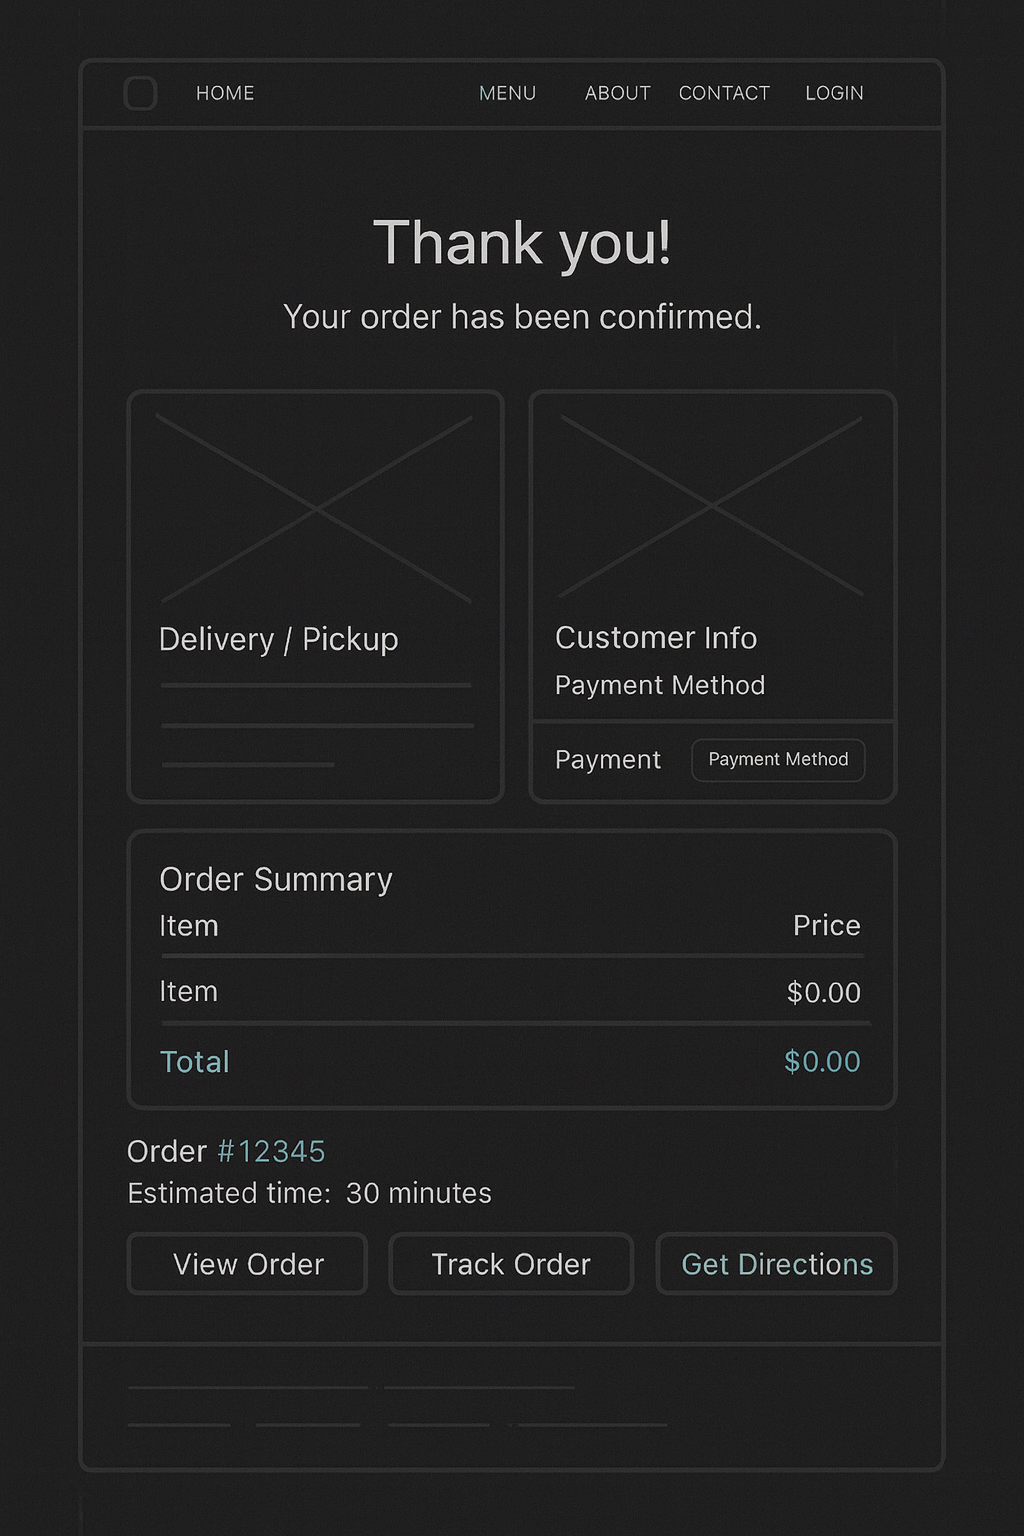 HOME MENU ABOUT CONTACT LOGIN
Thank you!
Your order has been confirmed.
Delivery / Pickup
Customer Info
Payment Method
Payment Payment Method
Order Summary
Item Price
Item $0.00
Total $0.00
Order #12345
Estimated time: 30 minutes
View Order Track Order Get Directions